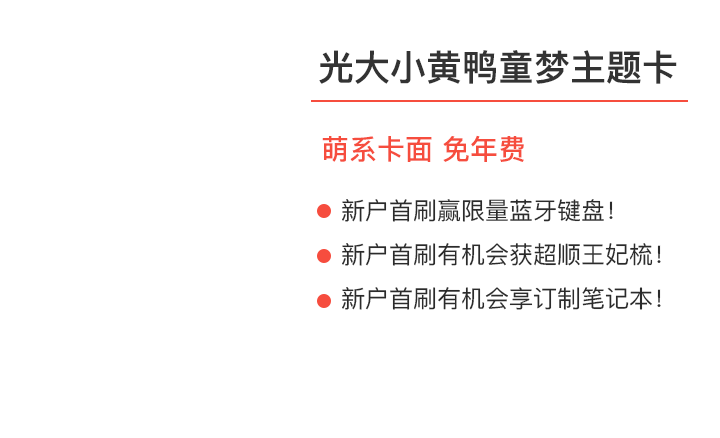 光大小黄鸭童梦主题卡
萌系卡面 免年费
新户首刷赢限量蓝牙键盘！
新户首刷有机会获超顺王妃梳！
新户首刷有机会享订制笔记本！